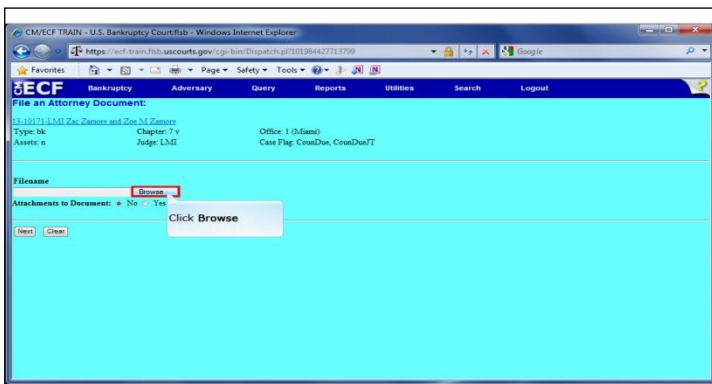 CM/ECF TRAIN - U.S. Bankruptcy Court:flsb - Windows Internet Explorer
https://ecf-train.flsb.uscourts.gov/cgi-bin/Dispatch.pl?101984427713799
Google
Favorites Page Safety Tools
ECF Bankruptcy Adversary Query Reports Utilities Search Logout ?
File an Attorney Document:
13-10171-LMI Zac Zamore and Zoe M Zamore
Type: bk Chapter: 7 v Office: 1 (Miami)
Assets: n Judge: LMI Case Flag: CounDue, CounDueJT
Filename
Browse...
Attachments to Document: No Yes
Click Browse
Next Clear